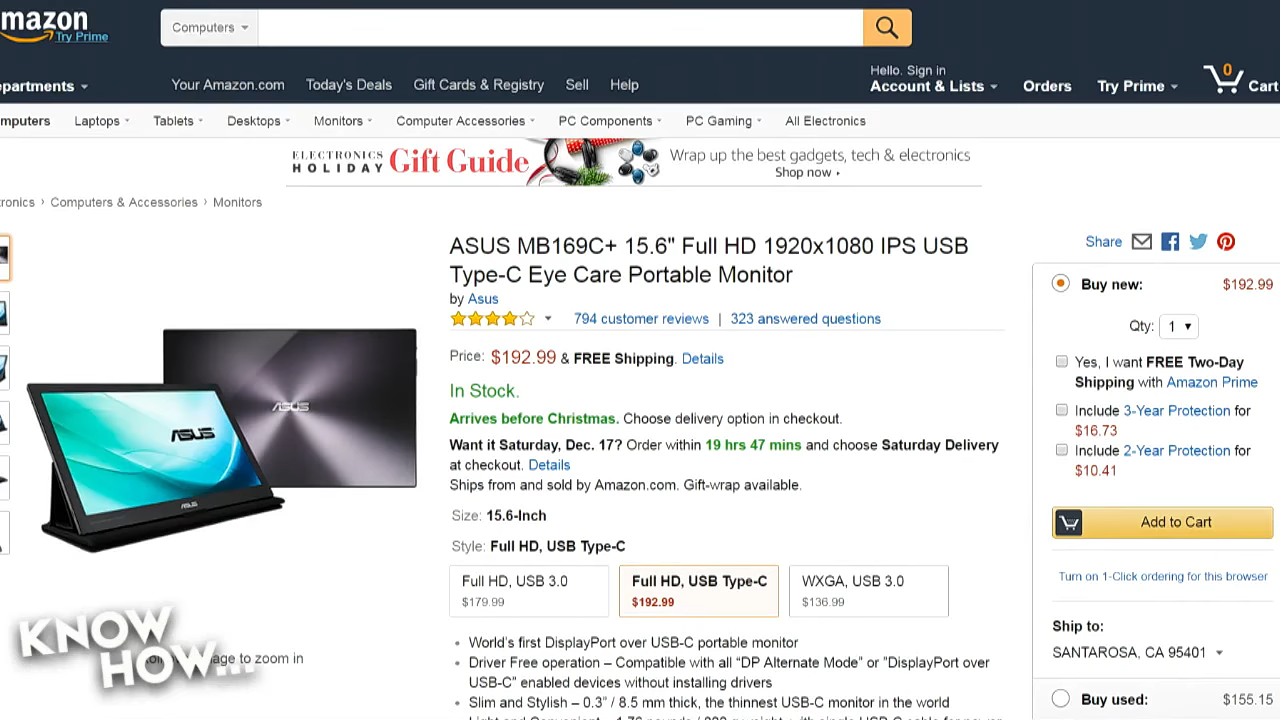 mazon
Try Prime
Computers
Hello. Sign in
0
epartments
Your Amazon.com
Today's Deals
Gift Cards & Registry
Sell
Help
Account & Lists
Orders
Try Prime
Cart
mputers
Laptops
Tablets
Desktops
Monitors
Computer Accessories
PC Components
PC Gaming
All Electronics
ELECTRONICS
HOLIDAY
Gift Guide
Wrap up the best gadgets, tech & electronics
Shop now
tronics › Computers & Accessories › Monitors
ASUS MB169C+ 15.6" Full HD 1920x1080 IPS USB
Type-C Eye Care Portable Monitor
by Asus
794 customer reviews | 323 answered questions
Price: $192.99 & FREE Shipping. Details
In Stock.
Arrives before Christmas. Choose delivery option in checkout.
Want it Saturday, Dec. 17? Order within 19 hrs 47 mins and choose Saturday Delivery
at checkout. Details
Ships from and sold by Amazon.com. Gift-wrap available.
Size: 15.6-Inch
Style: Full HD, USB Type-C
Full HD, USB 3.0
$179.99
Full HD, USB Type-C
$192.99
WXGA, USB 3.0
$136.99
World's first DisplayPort over USB-C portable monitor
Driver Free operation – Compatible with all “DP Alternate Mode” or ”DisplayPort over
USB-C” enabled devices without installing drivers
Slim and Stylish – 0.3” / 8.5 mm thick, the thinnest USB-C monitor in the world
ASUS
ASUS
ASUS
KNOW
HOW...
age to zoom in
Share
Buy new:
$192.99
Qty: 1
Yes, I want FREE Two-Day
Shipping with Amazon Prime
Include 3-Year Protection for
$16.73
Include 2-Year Protection for
$10.41
Add to Cart
Turn on 1-Click ordering for this browser
Ship to:
SANTAROSA, CA 95401
Buy used:
$155.15